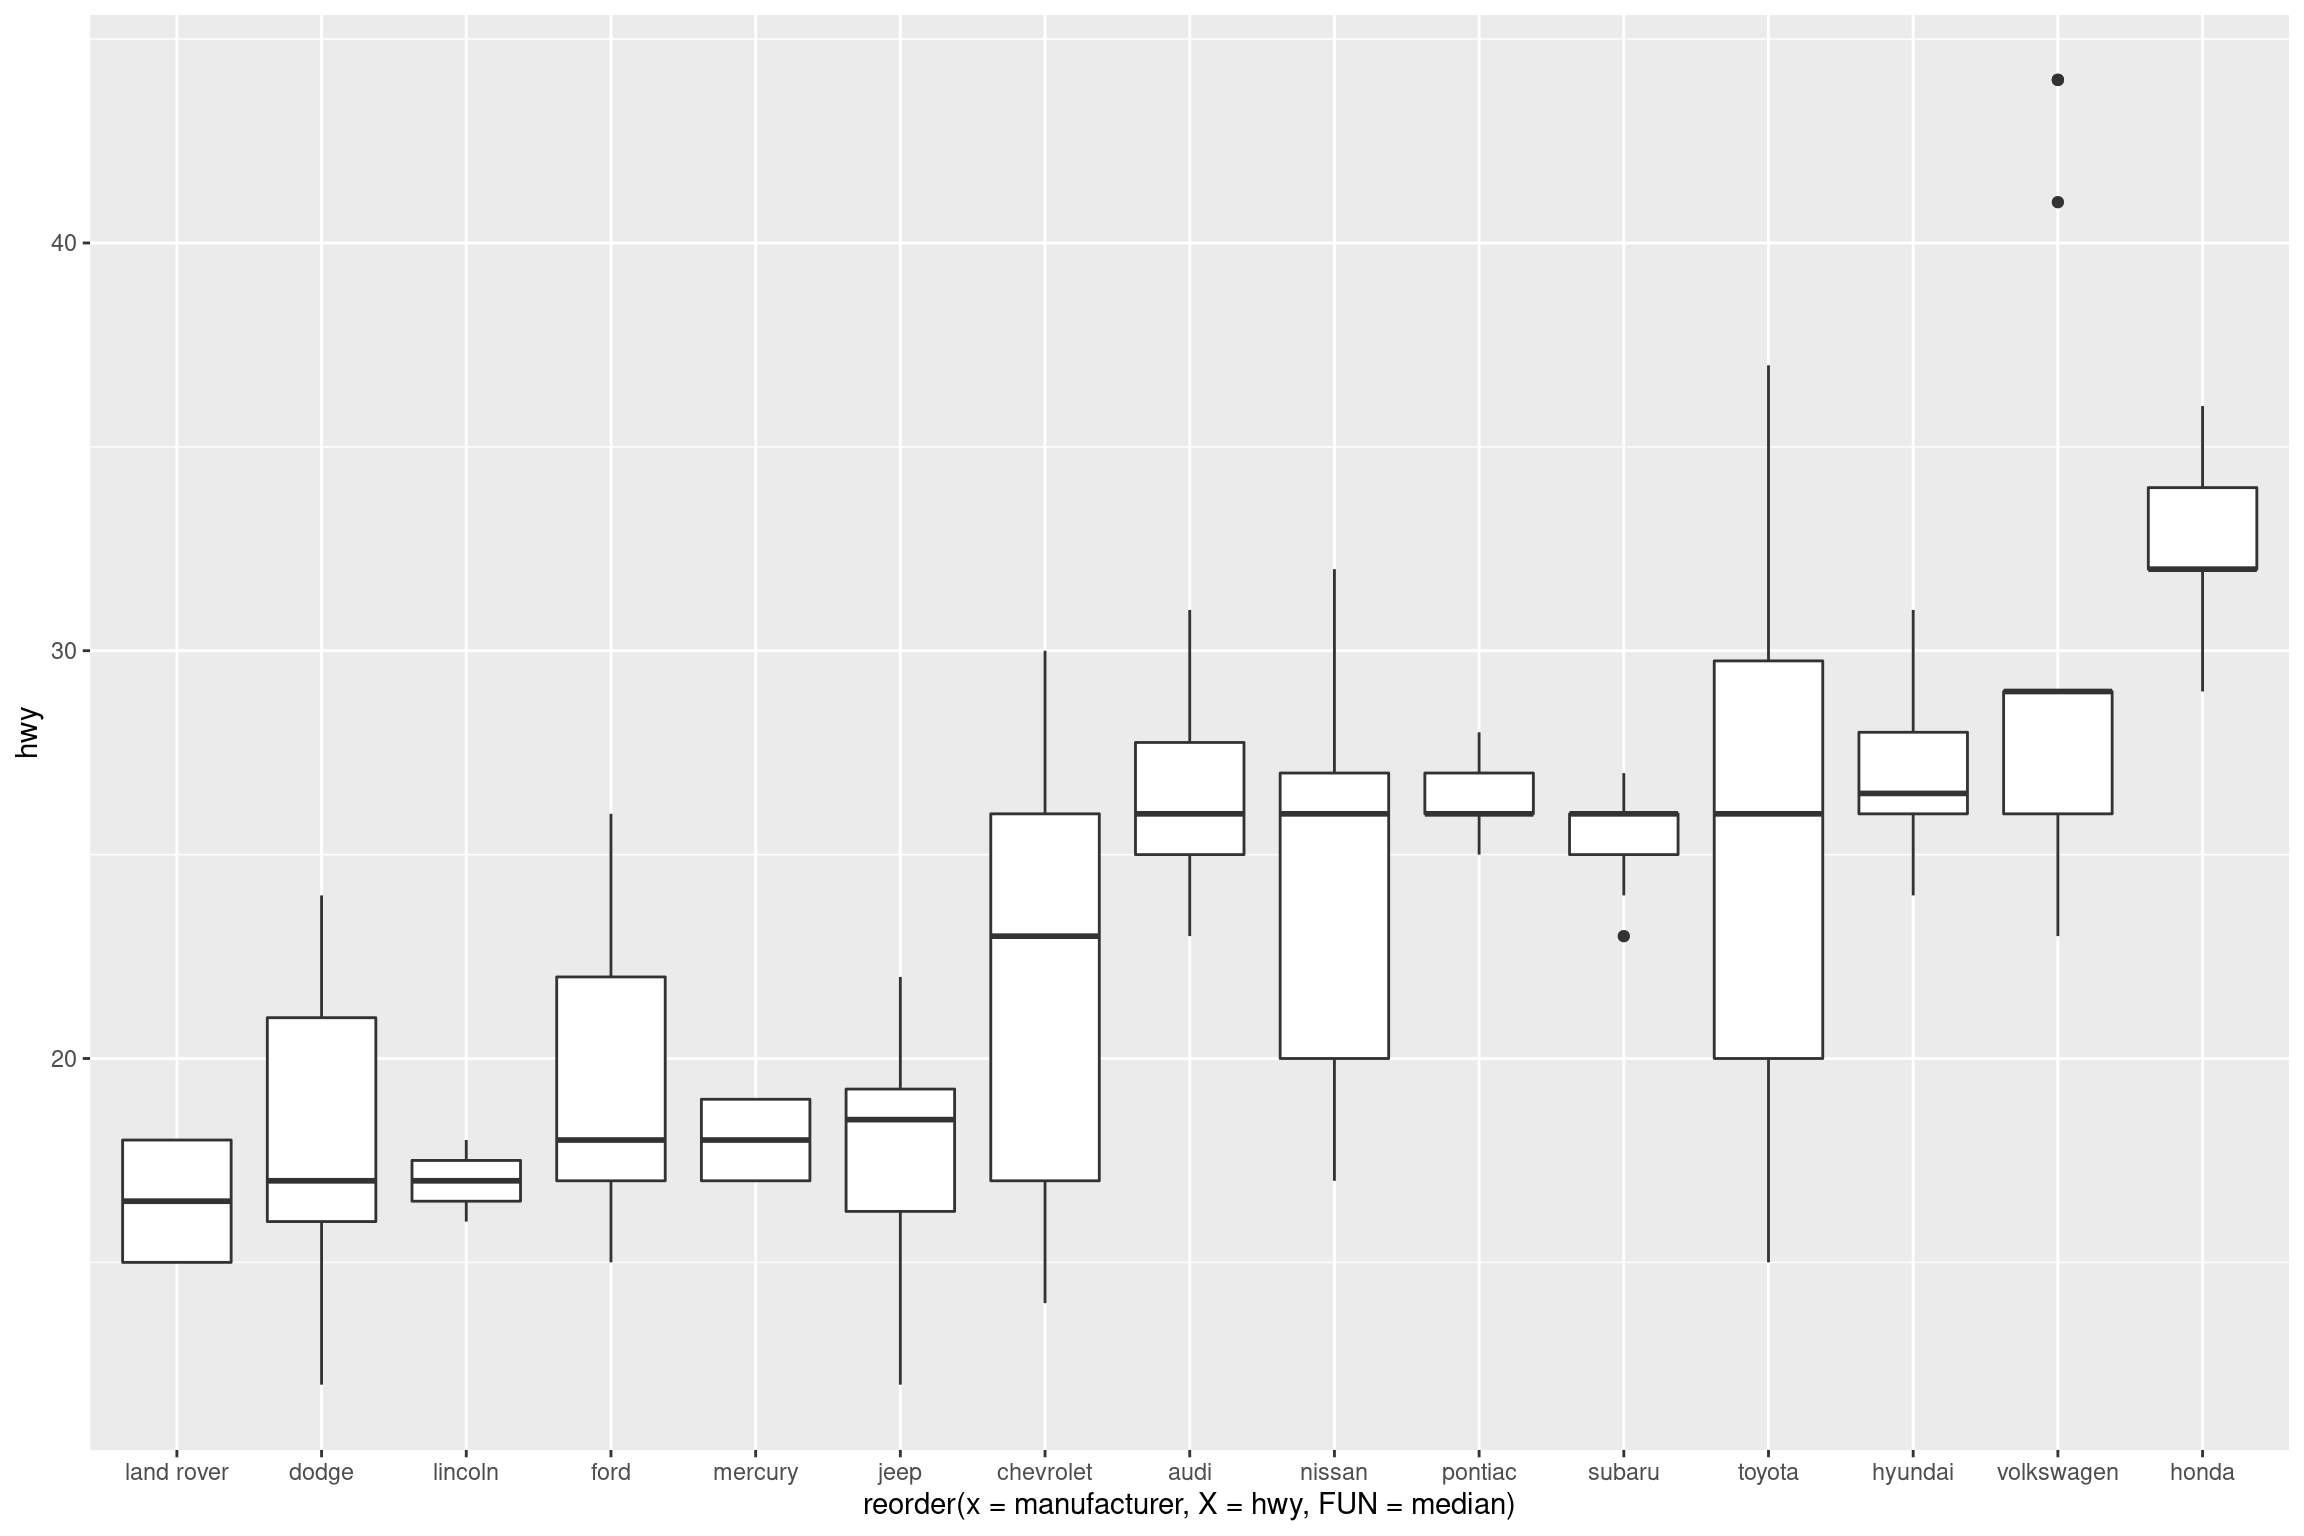 hwy
40
30
20
land rover dodge lincoln ford mercury jeep chevrolet audi nissan pontiac subaru toyota hyundai volkswagen honda
reorder(x = manufacturer, X = hwy, FUN = median)